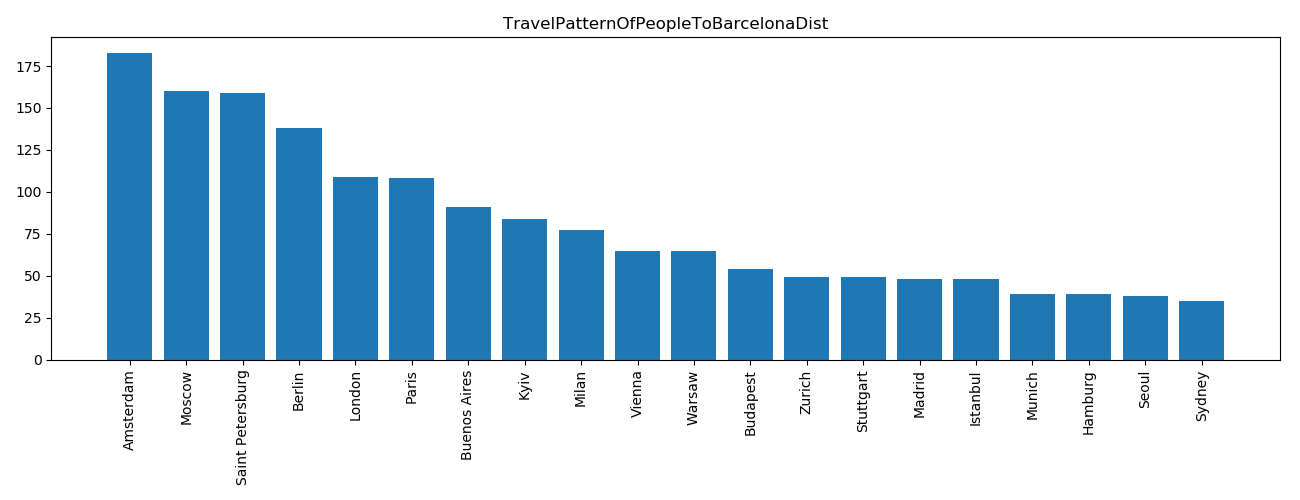 TravelPatternOfPeopleToBarcelonaDist
175
150
125
100
75
50
25
0
Amsterdam
Moscow
Saint Petersburg
Berlin
London
Paris
Buenos Aires
Kyiv
Milan
Vienna
Warsaw
Budapest
Zurich
Stuttgart
Madrid
Istanbul
Munich
Hamburg
Seoul
Sydney